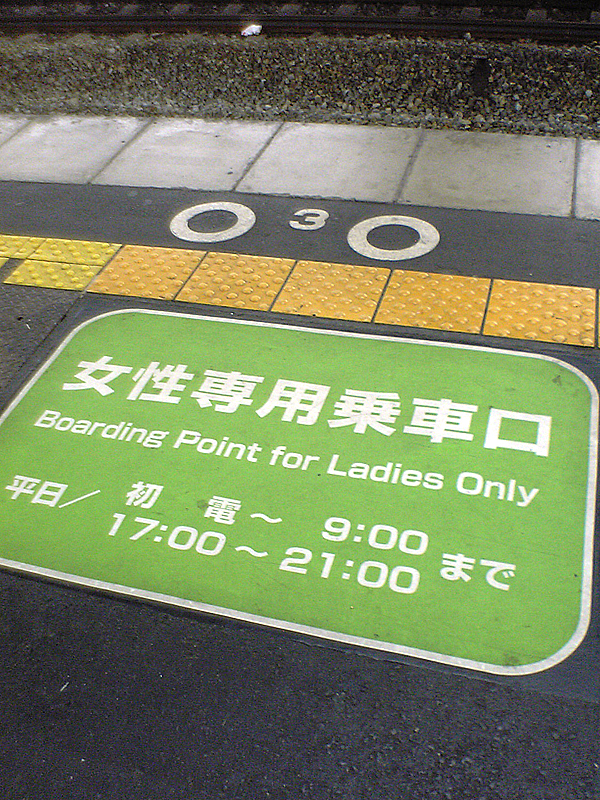 3
女性専用乗車口
Boarding Point for Ladies Only
平日／ 初 電～ 9:00
17:00～21:00 まで